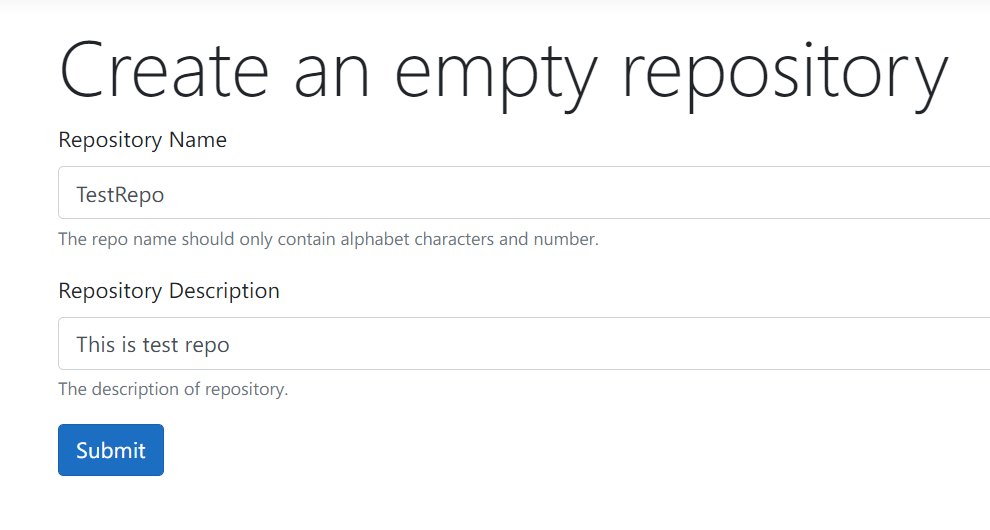 Create an empty repository
Repository Name
TestRepo
The repo name should only contain alphabet characters and number.
Repository Description
This is test repo
The description of repository.
Submit